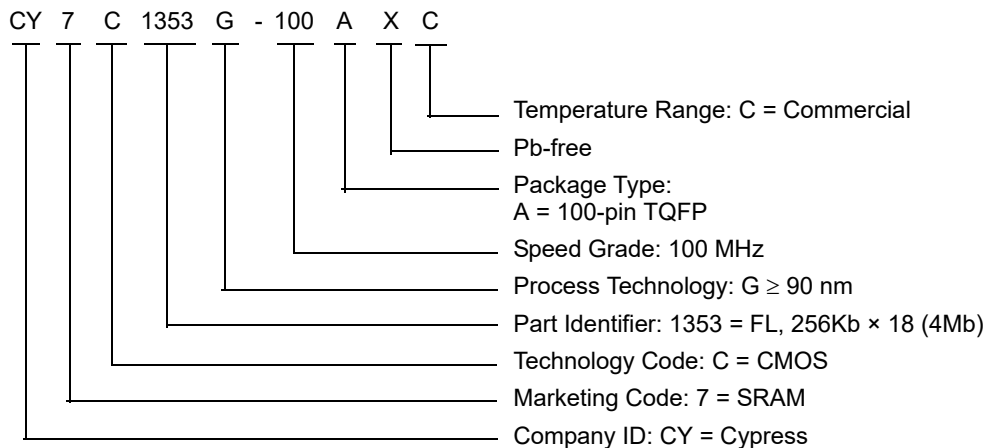 CY 7 C 1353 G - 100 A X C
Temperature Range: C = Commercial
Pb-free
Package Type:
A = 100-pin TQFP
Speed Grade: 100 MHz
Process Technology: G ≥ 90 nm
Part Identifier: 1353 = FL, 256Kb × 18 (4Mb)
Technology Code: C = CMOS
Marketing Code: 7 = SRAM
Company ID: CY = Cypress